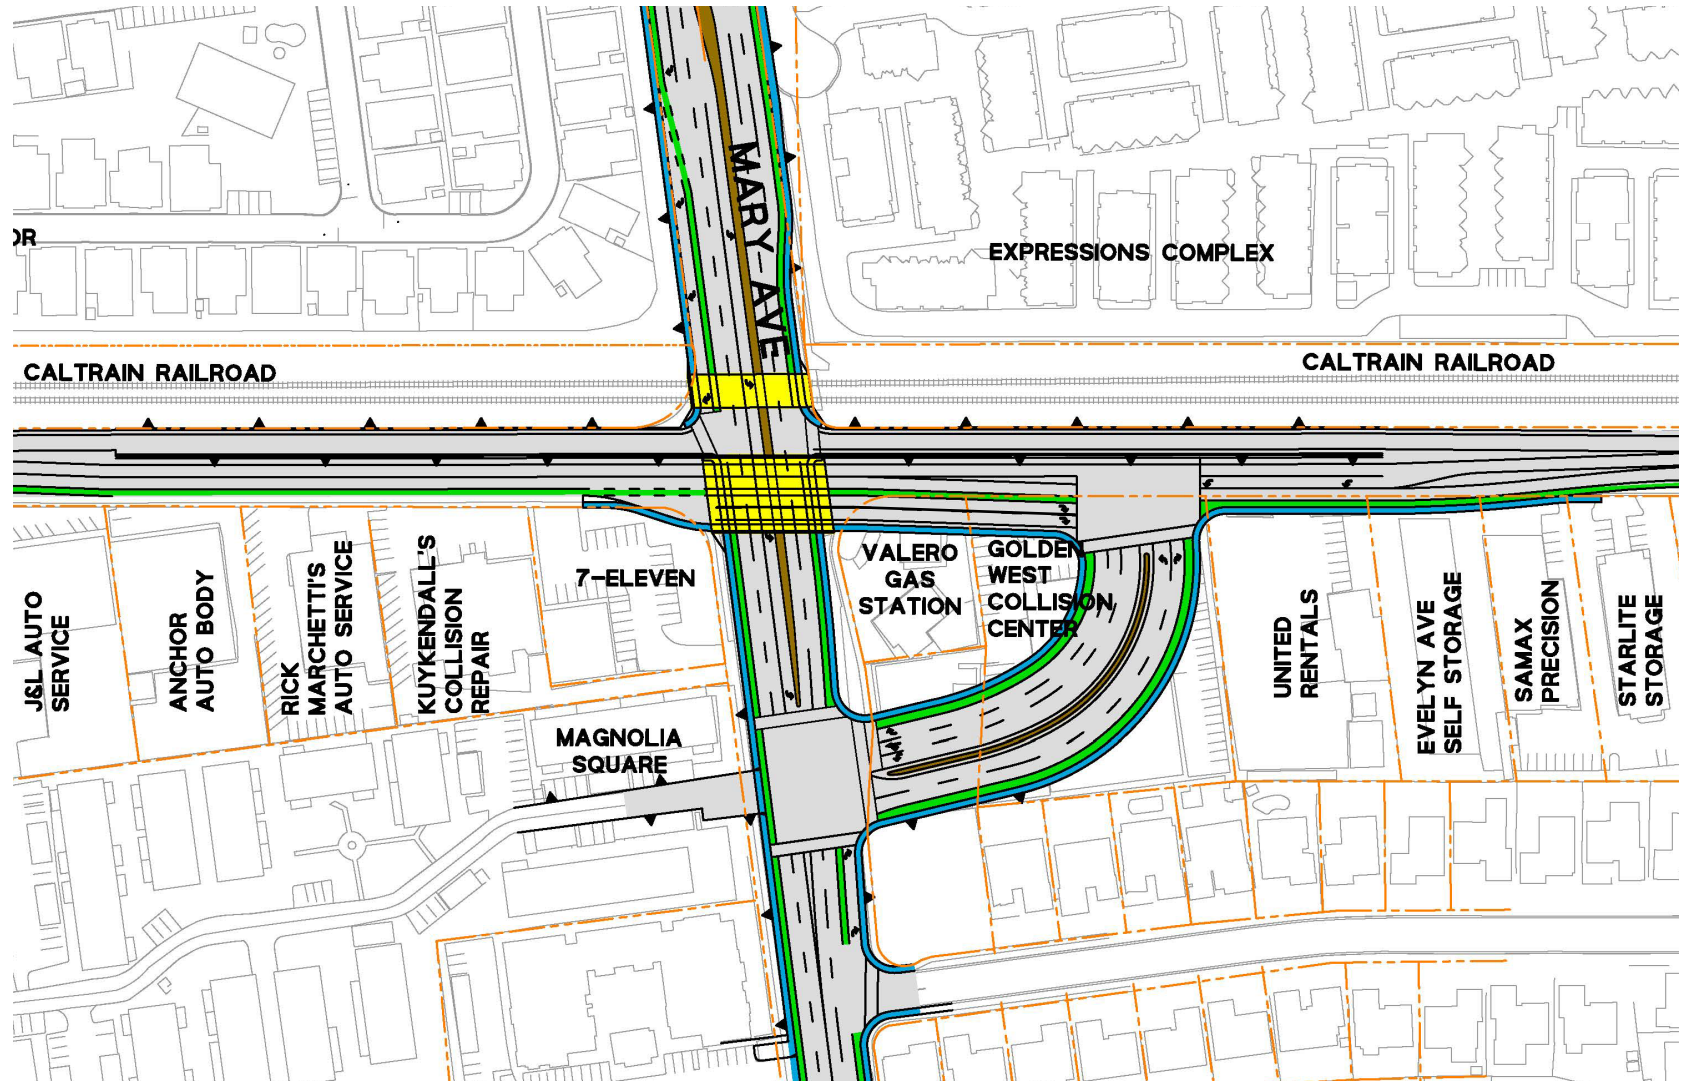 MARY AVE
DR
EXPRESSIONS COMPLEX
CALTRAIN RAILROAD
CALTRAIN RAILROAD
J&L AUTO
SERVICE
ANCHOR
AUTO BODY
RICK
MARCHETTI'S
AUTO SERVICE
KUYKENDALL'S
COLLISION
REPAIR
7-ELEVEN
VALERO
GAS
STATION
GOLDEN
WEST
COLLISION
CENTER
UNITED
RENTALS
EVELYN AVE
SELF STORAGE
SAMAX
PRECISION
STARLITE
STORAGE
MAGNOLIA
SQUARE